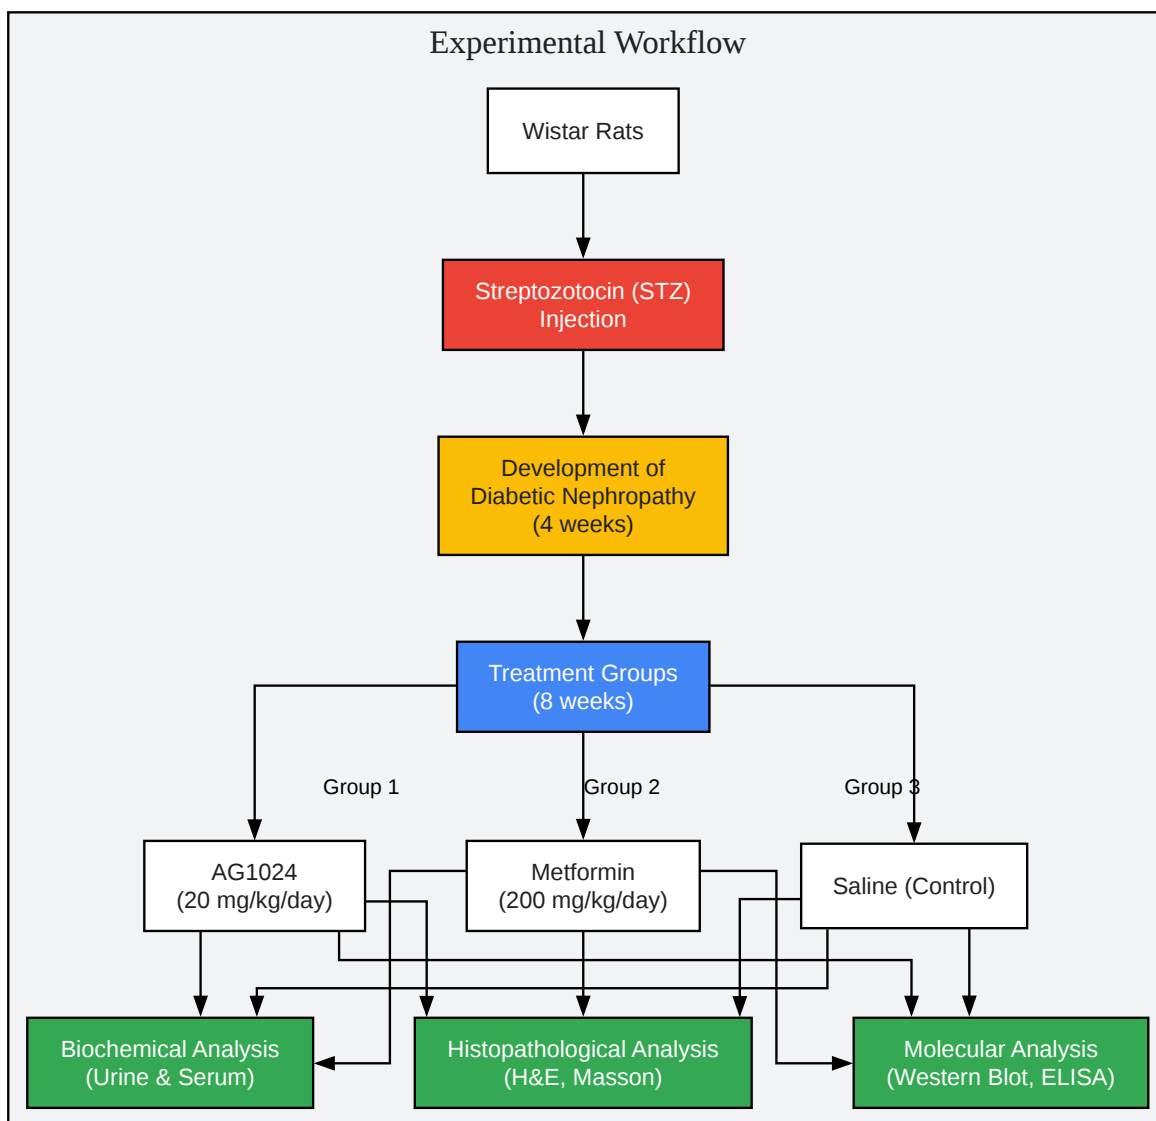 Experimental Workflow
Wistar Rats
Streptozotocin (STZ)
Injection
Development of
Diabetic Nephropathy
(4 weeks)
Treatment Groups
(8 weeks)
Group 1
Group 2
Group 3
AG1024
(20 mg/kg/day)
Metformin
(200 mg/kg/day)
Saline (Control)
Biochemical Analysis
(Urine & Serum)
Histopathological Analysis
(H&E, Masson)
Molecular Analysis
(Western Blot, ELISA)